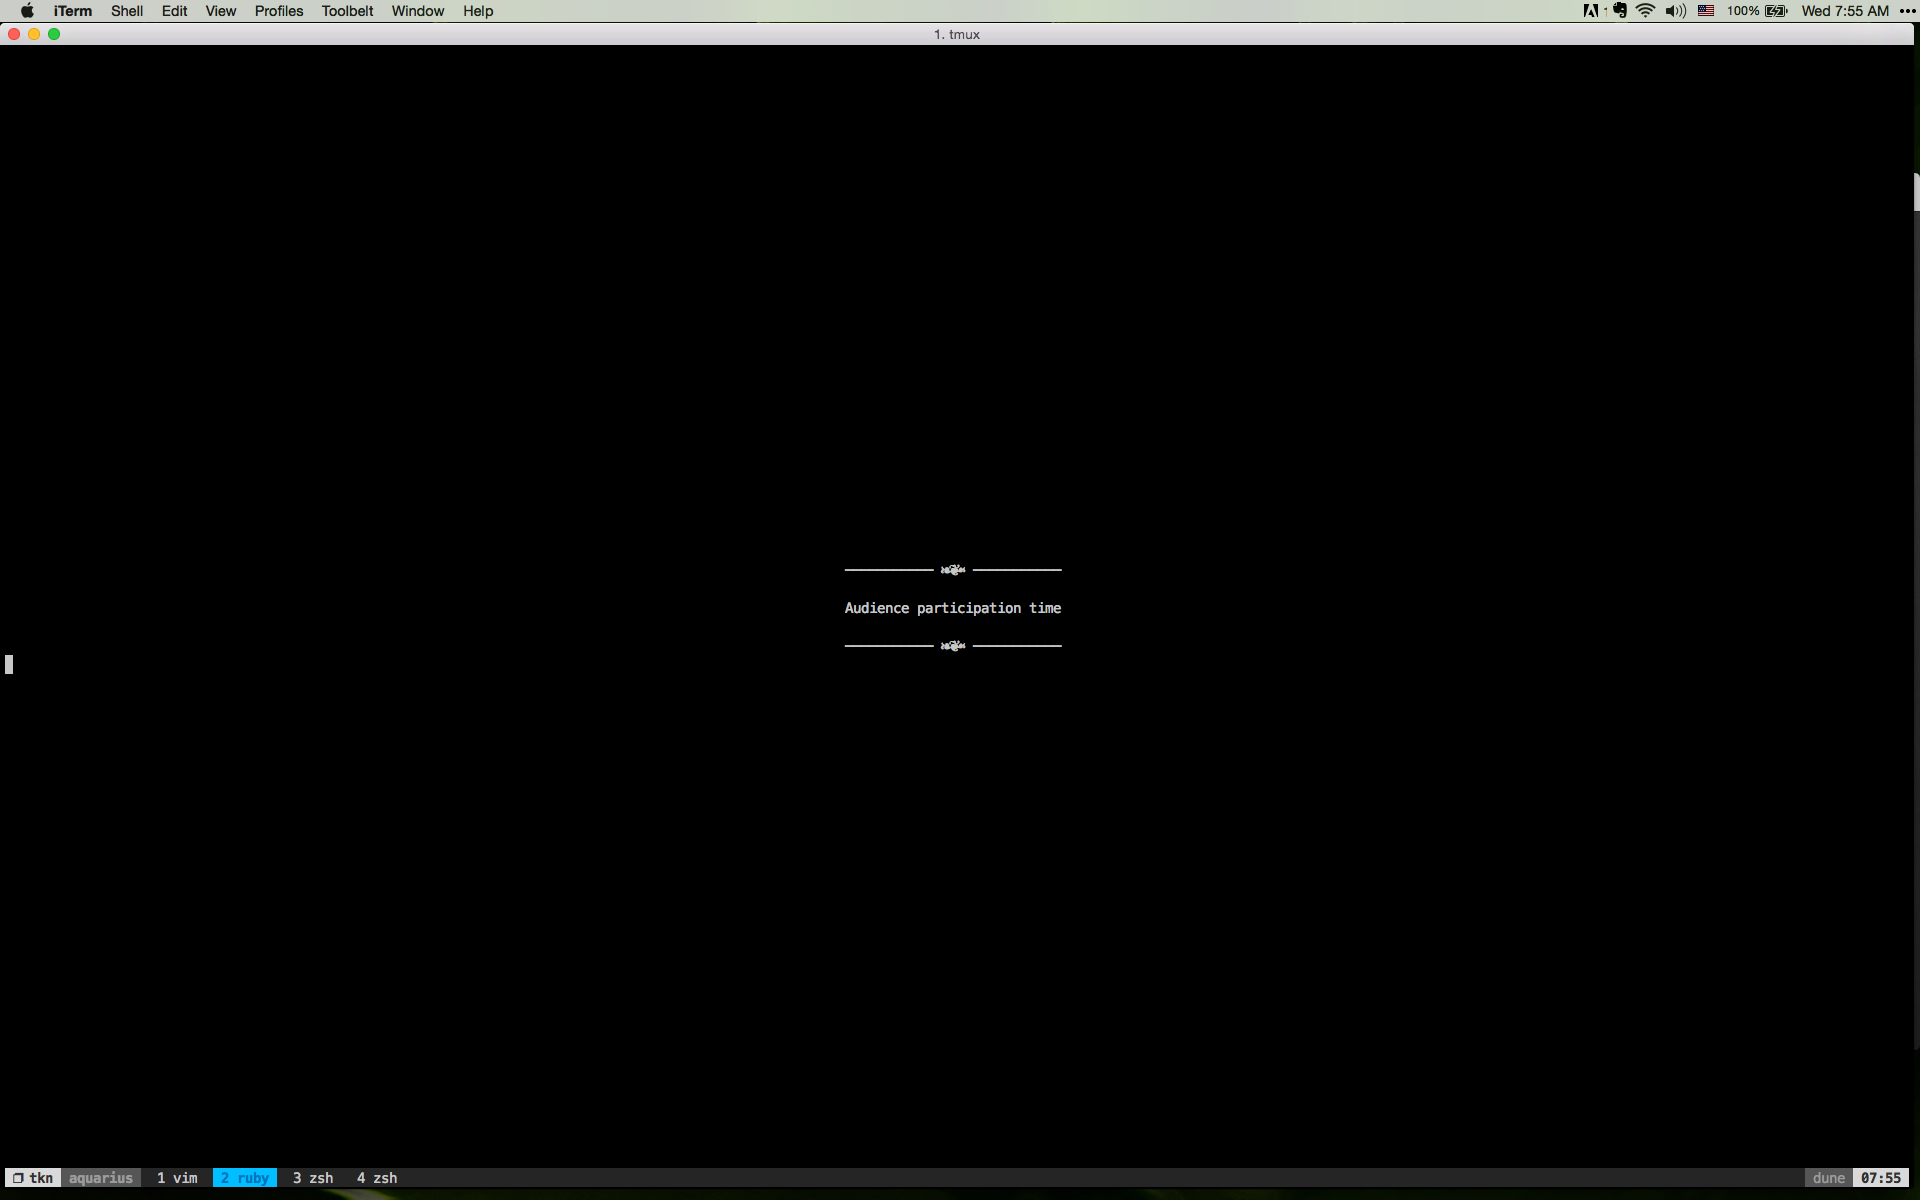 iTerm Shell Edit View Profiles Toolbelt Window Help 100% Wed 7:55 AM
1. tmux
Audience participation time
tkn aquarius 1 vim 2 ruby 3 zsh 4 zsh dune 07:55